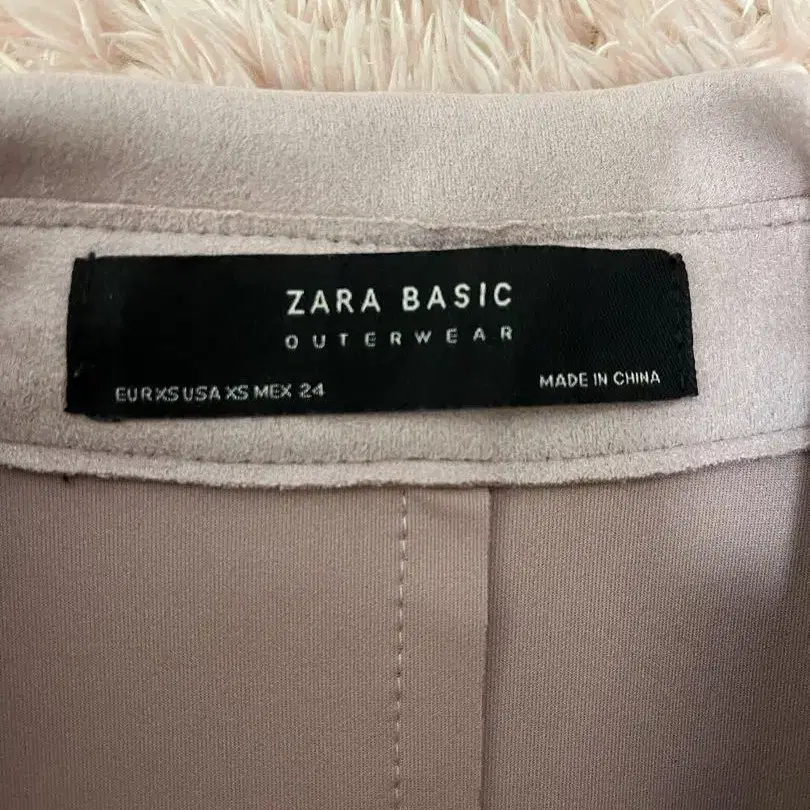 ZARA BASIC
OUTERWEAR
EUR XS USA XS MEX 24
MADE IN CHINA